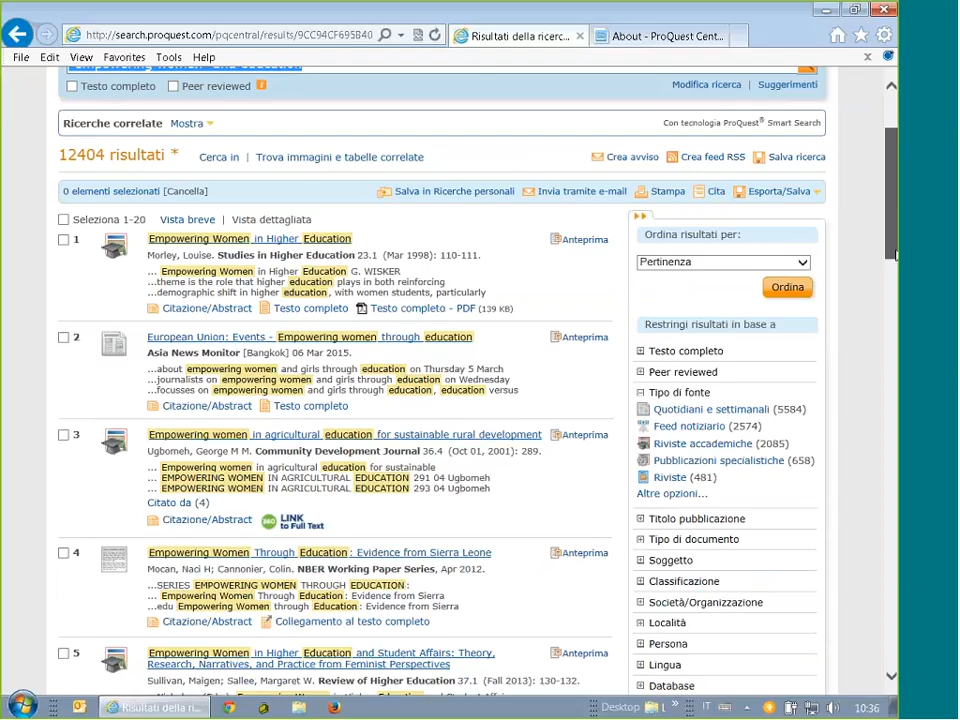 http://search.proquest.com/pqcentral/results/9CC94CF695B40
Risultati della ricerc...
About - ProQuest Cent...
File Edit View Favorites Tools Help
"empowering women" and education
Testo completo Peer reviewed
Modifica ricerca | Suggerimenti
Ricerche correlate Mostra
Con tecnologia ProQuest® Smart Search
12404 risultati * Cerca in | Trova immagini e tabelle correlate
Crea avviso Crea feed RSS Salva ricerca
0 elementi selezionati [Cancella]
Salva in Ricerche personali Invia tramite e-mail Stampa Cita Esporta/Salva
Seleziona 1-20 Vista breve | Vista dettagliata
1 Empowering Women in Higher Education Anteprima
Morley, Louise. Studies in Higher Education 23.1 (Mar 1998): 110-111.
... Empowering Women in Higher Education G. WISKER
...theme is the role that higher education plays in both reinforcing
...demographic shift in higher education, with women students, particularly
Citazione/Abstract Testo completo Testo completo - PDF (139 KB)
2 European Union: Events - Empowering women through education Anteprima
Asia News Monitor [Bangkok] 06 Mar 2015.
...about empowering women and girls through education on Thursday 5 March
...journalists on empowering women and girls through education on Wednesday
...focusses on empowering women and girls through education, education versus
Citazione/Abstract Testo completo
3 Empowering women in agricultural education for sustainable rural development Anteprima
Ugbomeh, George M M. Community Development Journal 36.4 (Oct 01, 2001): 289.
... Empowering women in agricultural education for sustainable
... EMPOWERING WOMEN IN AGRICULTURAL EDUCATION 291 04 Ugbomeh
... EMPOWERING WOMEN IN AGRICULTURAL EDUCATION 293 04 Ugbomeh
Citato da (4)
Citazione/Abstract 360 LINK to Full Text
4 Empowering Women Through Education: Evidence from Sierra Leone Anteprima
Mocan, Naci H; Cannonier, Colin. NBER Working Paper Series, Apr 2012.
...SERIES EMPOWERING WOMEN THROUGH EDUCATION:
... Empowering Women Through Education: Evidence from Sierra
...edu Empowering Women through Education: Evidence from Sierra
Citazione/Abstract Collegamento al testo completo
5 Empowering Women in Higher Education and Student Affairs: Theory, Anteprima
Research, Narratives, and Practice from Feminist Perspectives
Sullivan, Maigen; Sallee, Margaret W. Review of Higher Education 37.1 (Fall 2013): 130-132.
Ordina risultati per:
Pertinenza
Ordina
Restringi risultati in base a
Testo completo
Peer reviewed
Tipo di fonte
Quotidiani e settimanali (5584)
Feed notiziario (2574)
Riviste accademiche (2085)
Pubblicazioni specialistiche (658)
Riviste (481)
Altre opzioni...
Titolo pubblicazione
Tipo di documento
Soggetto
Classificazione
Società/Organizzazione
Località
Persona
Lingua
Database
Risultati della ri...
Desktop
IT
10:36